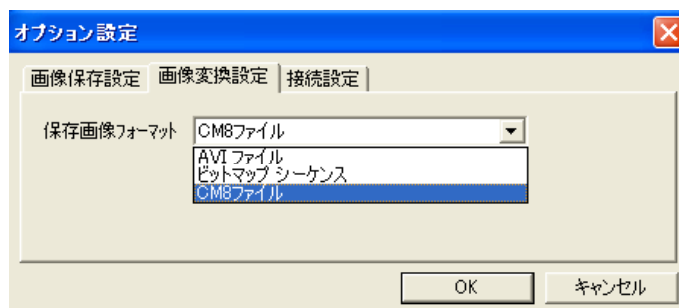 オプション設定
画像保存設定 画像変換設定 接続設定
保存画像フォーマット CM8ファイル
AVI ファイル
ビットマップ シーケンス
CM8ファイル
OK キャンセル